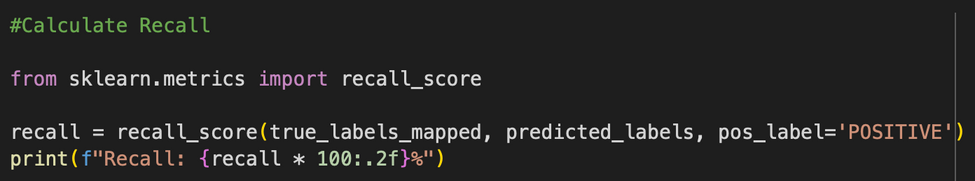 #Calculate Recall
from sklearn.metrics import recall_score
recall = recall_score(true_labels_mapped, predicted_labels, pos_label='POSITIVE')
print(f"Recall: {recall * 100:.2f}%")